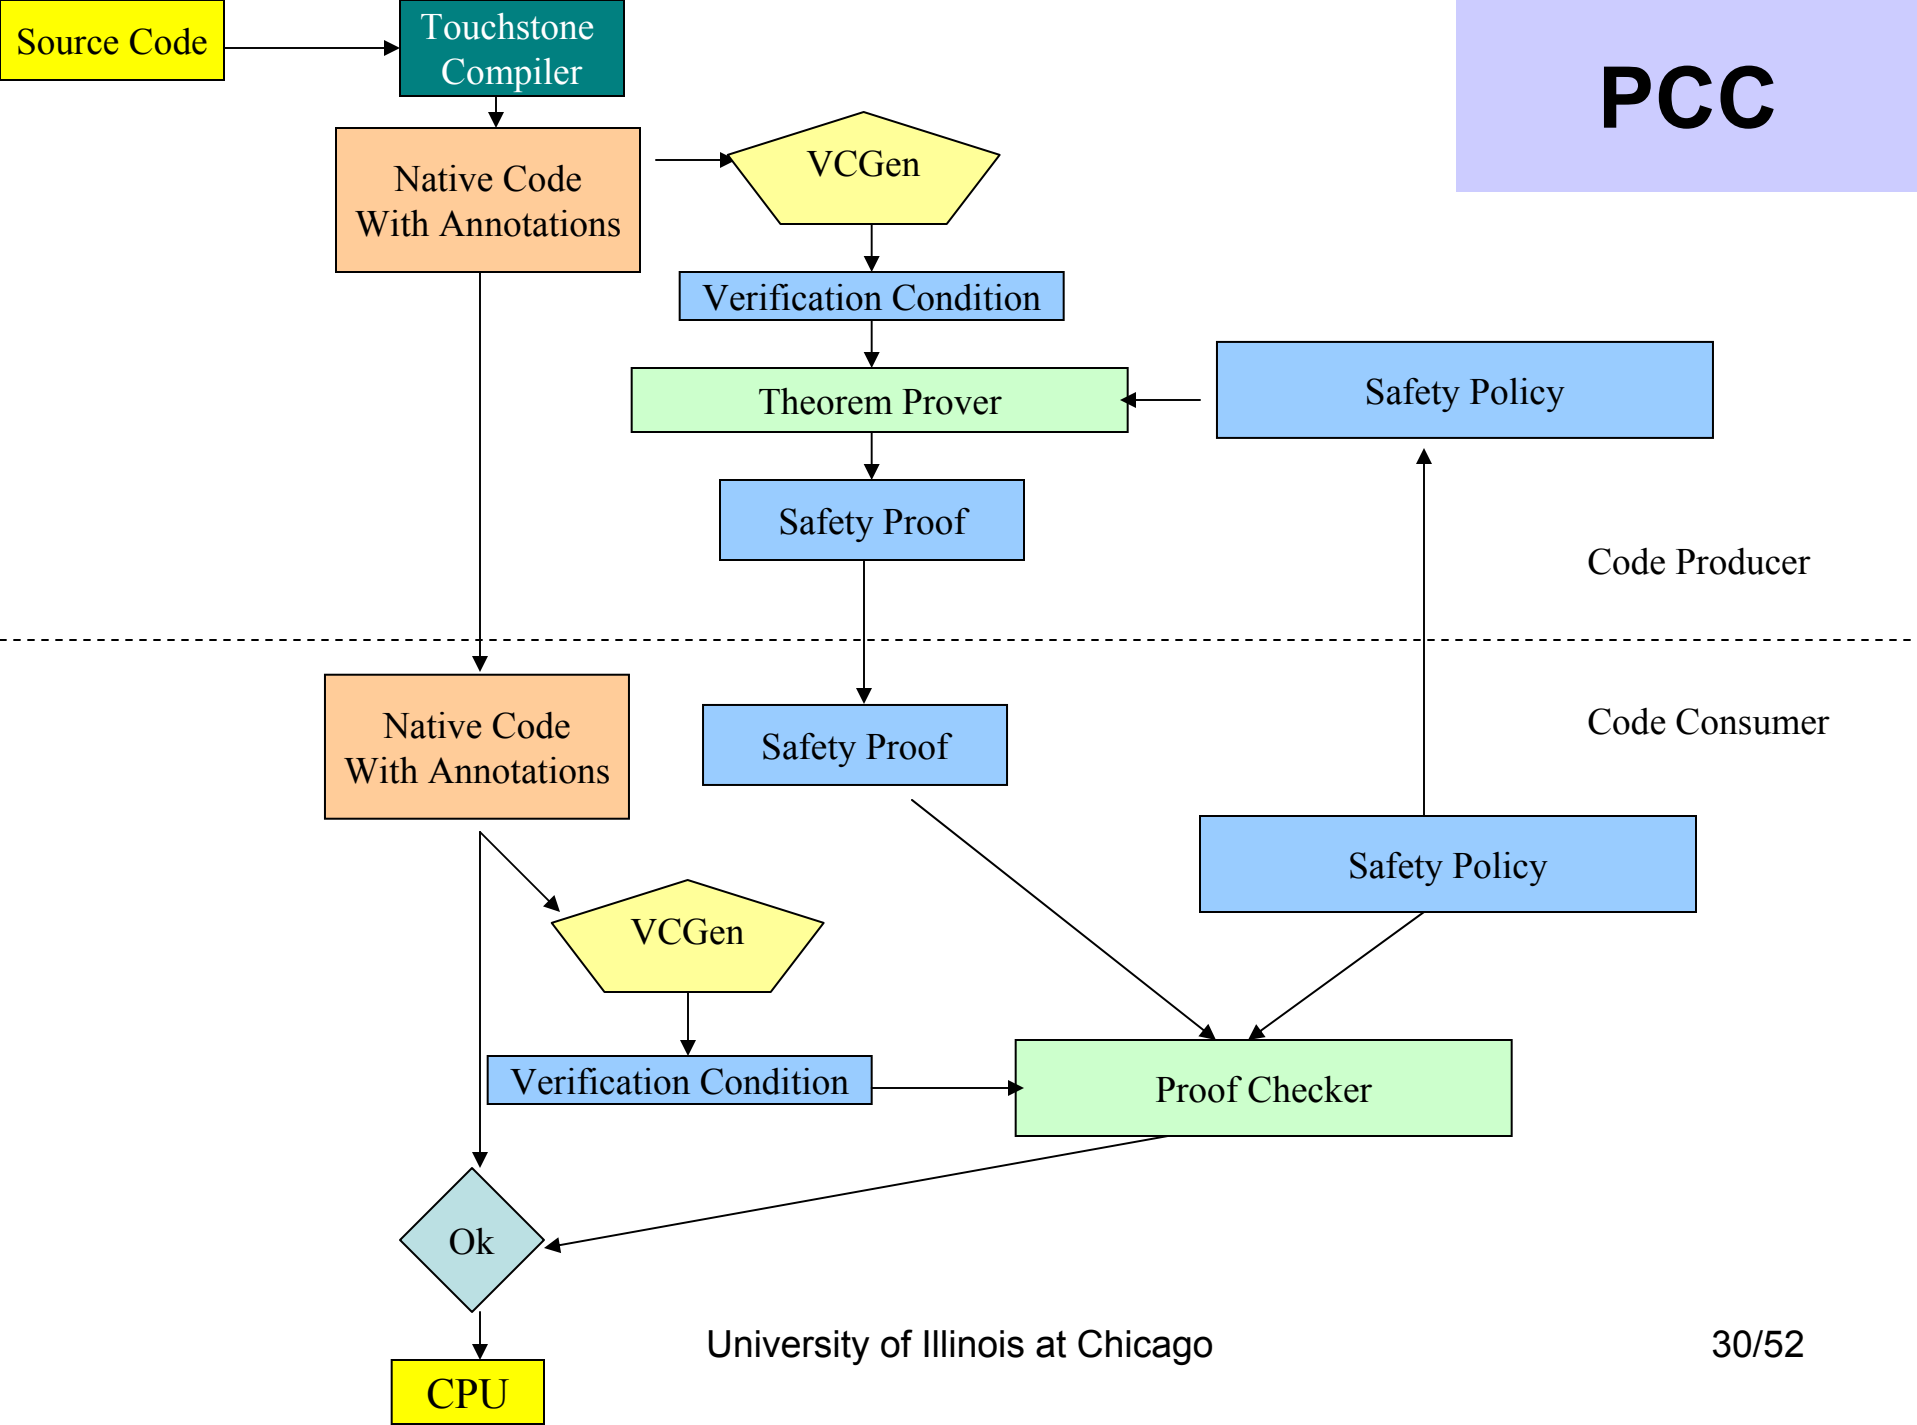 Source Code
Touchstone
Compiler
PCC
Native Code
With Annotations
VCGen
Verification Condition
Theorem Prover
Safety Policy
Safety Proof
Code Producer
Native Code
With Annotations
Safety Proof
Code Consumer
Safety Policy
VCGen
Verification Condition
Proof Checker
Ok
CPU
University of Illinois at Chicago
30/52